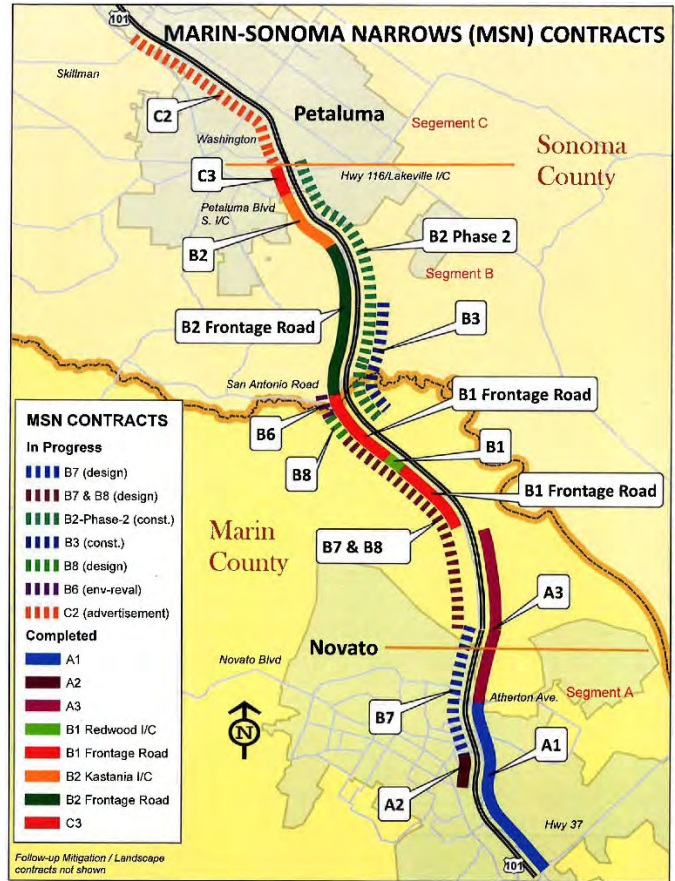 101
MARIN-SONOMA NARROWS (MSN) CONTRACTS
Skillman
C2
Petaluma
Segement C
Washington
Sonoma
County
C3
Hwy 116/Lakeville I/C
Petaluma Blvd
S. I/C
B2
B2 Phase 2
Segment B
B2 Frontage Road
B3
San Antonio Road
B1 Frontage Road
B6
B1
B8
B1 Frontage Road
Marin
County
B7 & B8
A3
Novato
Novato Blvd
Atherton Ave.
Segment A
B7
A1
A2
Hwy 37
101
N
MSN CONTRACTS
In Progress
B7 (design)
B7 & B8 (design)
B2-Phase-2 (const.)
B3 (const.)
B8 (design)
B6 (env-reval)
C2 (advertisement)
Completed
A1
A2
A3
B1 Redwood I/C
B1 Frontage Road
B2 Kastania I/C
B2 Frontage Road
C3
Follow-up Mitigation / Landscape
contracts not shown